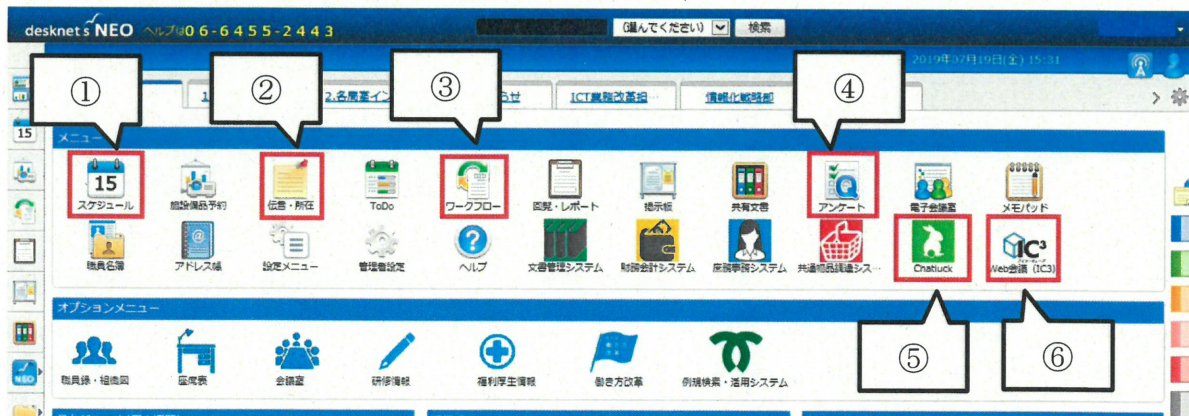 desknet's NEO ヘルプは06-6455-2443
(選んでください) 検索
2019年07月19日(金) 15:31
① ② ③ ④
2.各局室イン
ICT業務改革担… 情報化戦略部
15
メニュー
15
スケジュール 施設備品予約 伝言・所在 ToDo ワークフロー 回覧・レポート 掲示板 共有文書 アンケート 電子会議室 メモパッド
職員名簿 アドレス帳 設定メニュー 管理者設定 ヘルプ 文書管理システム 財務会計システム 庶務事務システム 共通物品調達シス… Chatluck Web会議 (IC3)
IC³
オプションメニュー
⑤ ⑥
職員録・組織図 座席表 会議室 研修情報 福利厚生情報 働き方改革 例規検索・活用システム
NEO